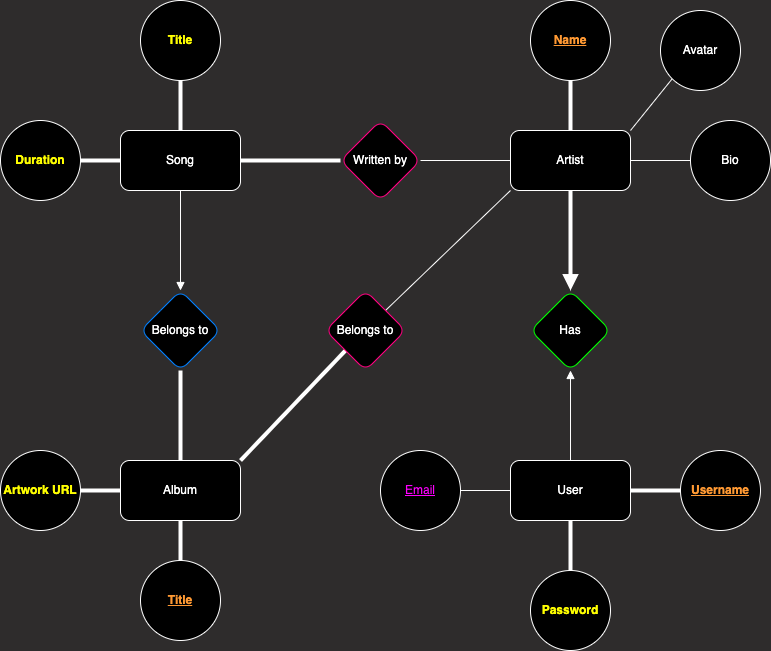 Title
Name
Avatar
Duration
Song
Written by
Artist
Bio
Belongs to
Belongs to
Has
Artwork URL
Album
Email
User
Username
Title
Password